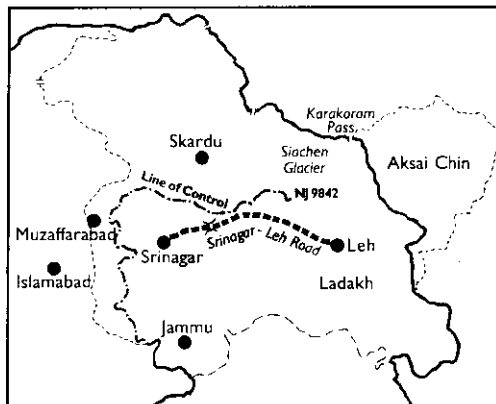 Karakoram
Pass.
Skardu
Siachen
Glacier
Aksai Chin
Line of Control
NJ 9842
Muzaffarabad
Srinagar
Srinagar - Leh Road
Leh
Islamabad
Ladakh
Jammu